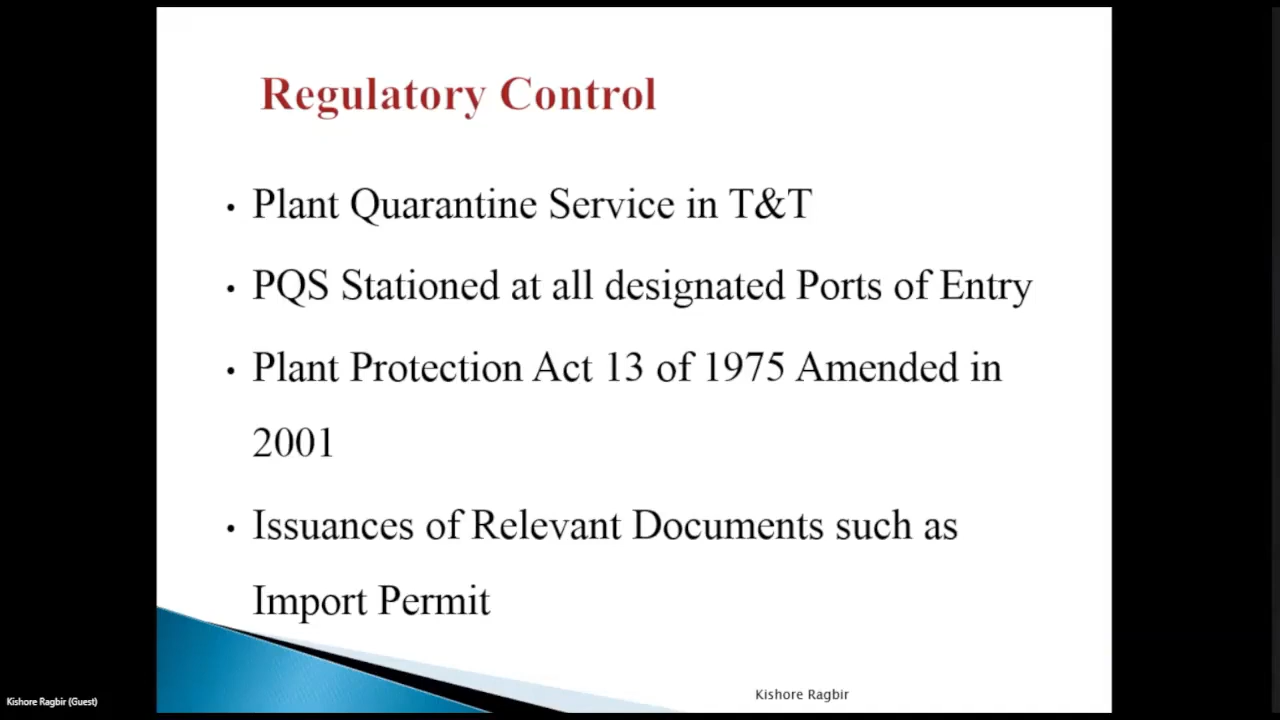 Regulatory Control
• Plant Quarantine Service in T&T
• PQS Stationed at all designated Ports of Entry
• Plant Protection Act 13 of 1975 Amended in
2001
• Issuances of Relevant Documents such as
Import Permit
Kishore Ragbir
Kishore Ragbir (Guest)